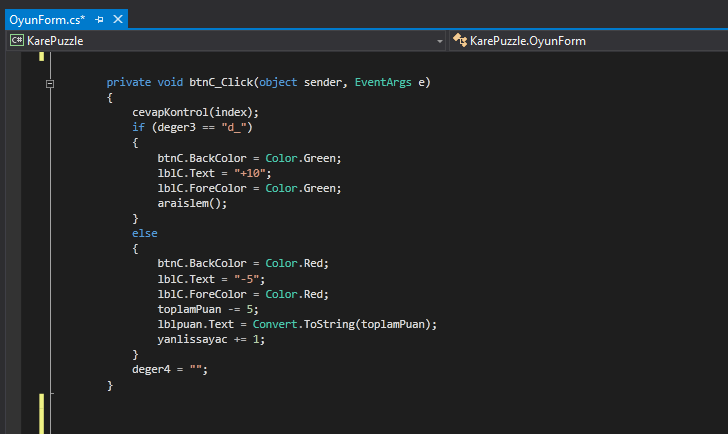 OyunForm.cs*
C# KarePuzzle
KarePuzzle.OyunForm
private void btnC_Click(object sender, EventArgs e)
{
cevapKontrol(index);
if (deger3 == "d_")
{
btnC.BackColor = Color.Green;
lblC.Text = "+10";
lblC.ForeColor = Color.Green;
araislem();
}
else
{
btnC.BackColor = Color.Red;
lblC.Text = "-5";
lblC.ForeColor = Color.Red;
toplamPuan -= 5;
lblpuan.Text = Convert.ToString(toplamPuan);
yanlissayac += 1;
}
deger4 = "";
}